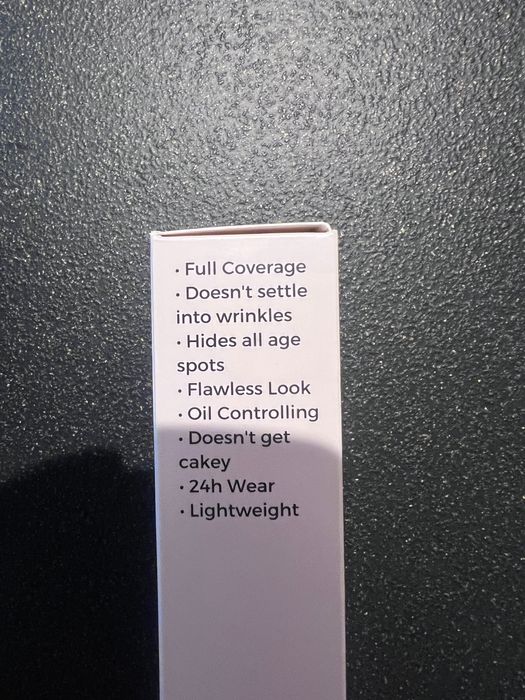 • Full Coverage
• Doesn't settle
into wrinkles
• Hides all age
spots
• Flawless Look
• Oil Controlling
• Doesn't get
cakey
• 24h Wear
• Lightweight